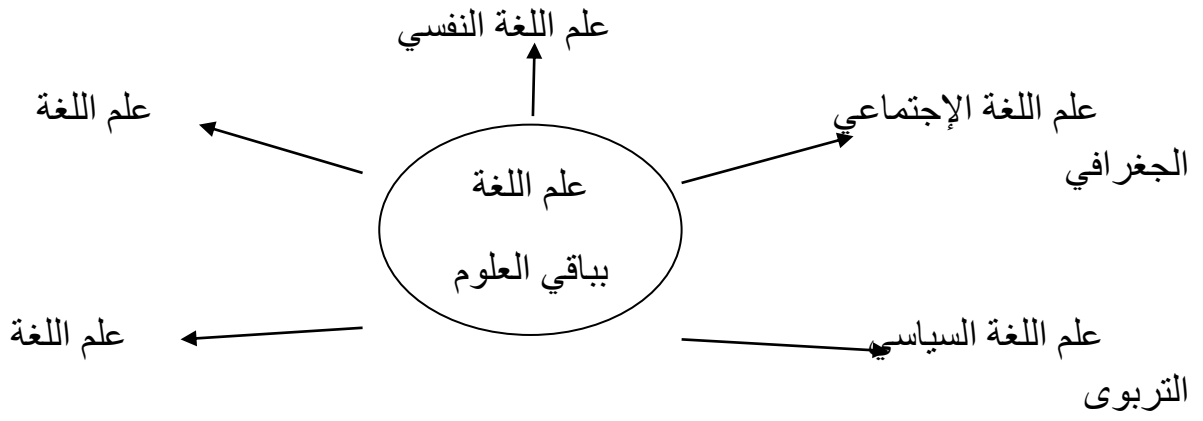 علم اللغة النفسي
علم اللغة الإجتماعي
علم اللغة
الجغرافي
علم اللغة
بباقي العلوم
علم اللغة السياسي
علم اللغة
التربوى